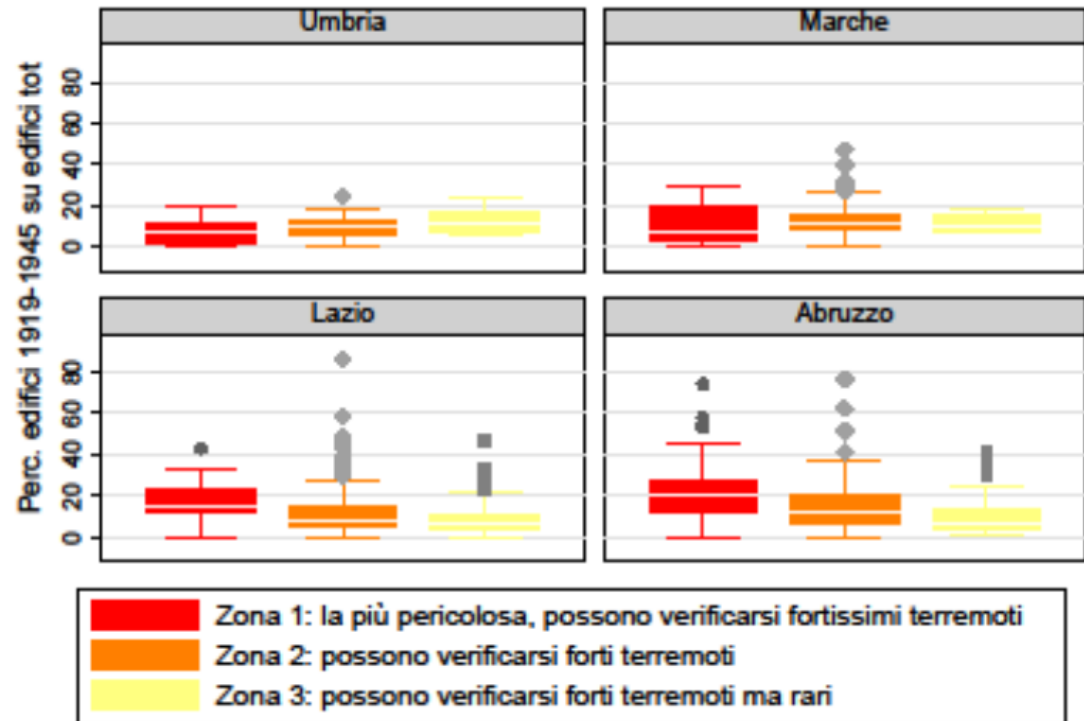 Umbria
Marche
Perc. edifici 1919-1945 su edifici tot
80
60
40
20
0
Lazio
Abruzzo
80
60
40
20
0
Zona 1: la più pericolosa, possono verificarsi fortissimi terremoti
Zona 2: possono verificarsi forti terremoti
Zona 3: possono verificarsi forti terremoti ma rari